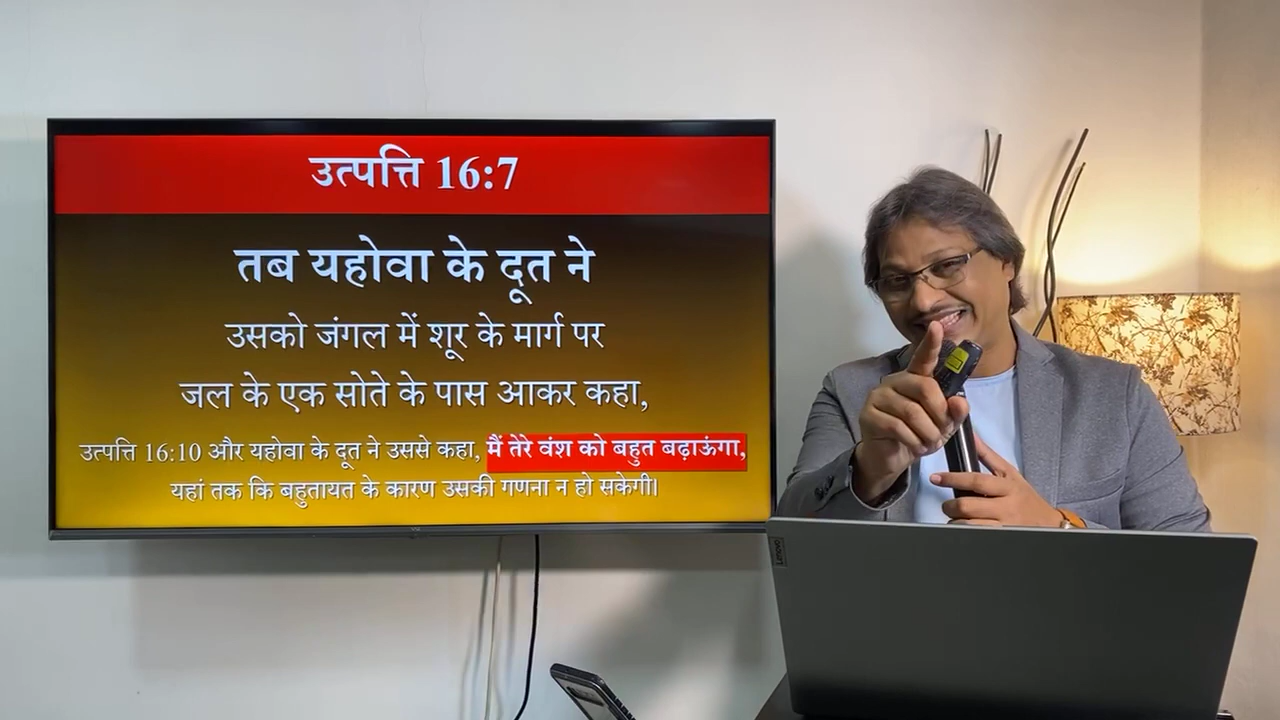 उत्पत्ति 16:7
तब यहोवा के दूत ने
उसको जंगल में शूर के मार्ग पर
जल के एक सोते के पास आकर कहा,
उत्पत्ति 16:10 और यहोवा के दूत ने उससे कहा, मैं तेरे वंश को बहुत बढ़ाऊंगा,
यहां तक कि बहुतायत के कारण उसकी गणना न हो सकेगी।
Lenovo